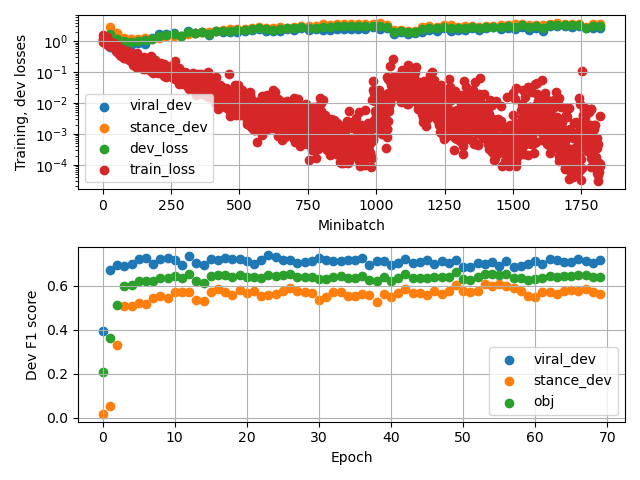 Training, dev losses
10⁰
10⁻¹
10⁻²
10⁻³
10⁻⁴
viral_dev
stance_dev
dev_loss
train_loss
0 250 500 750 1000 1250 1500 1750
Minibatch
Dev F1 score
0.6
0.4
0.2
0.0
viral_dev
stance_dev
obj
0 10 20 30 40 50 60 70
Epoch